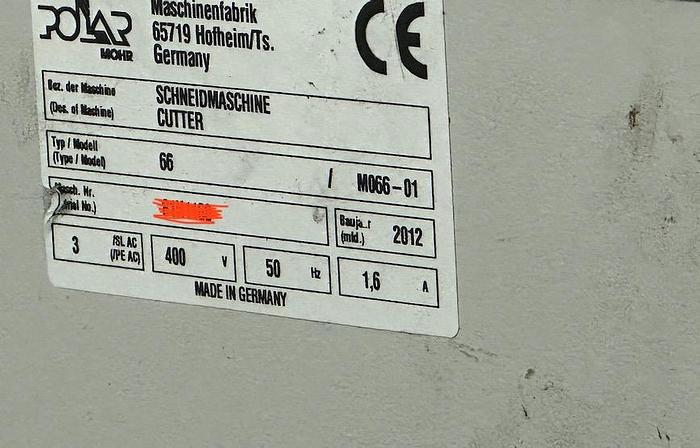 POLAR
MOHR
Maschinenfabrik
65719 Hofheim/Ts.
Germany
CE
Bez. der Maschine
(Des. of Machine)
SCHNEIDMASCHINE
CUTTER
Typ / Modell
(Type / Model)
66 / M066-01
Masch. Nr.
(Serial No.)
Bauja..r
(mfd.)
2012
3 /SL AC
(/PE AC)
400 V
50 Hz
1,6 A
MADE IN GERMANY